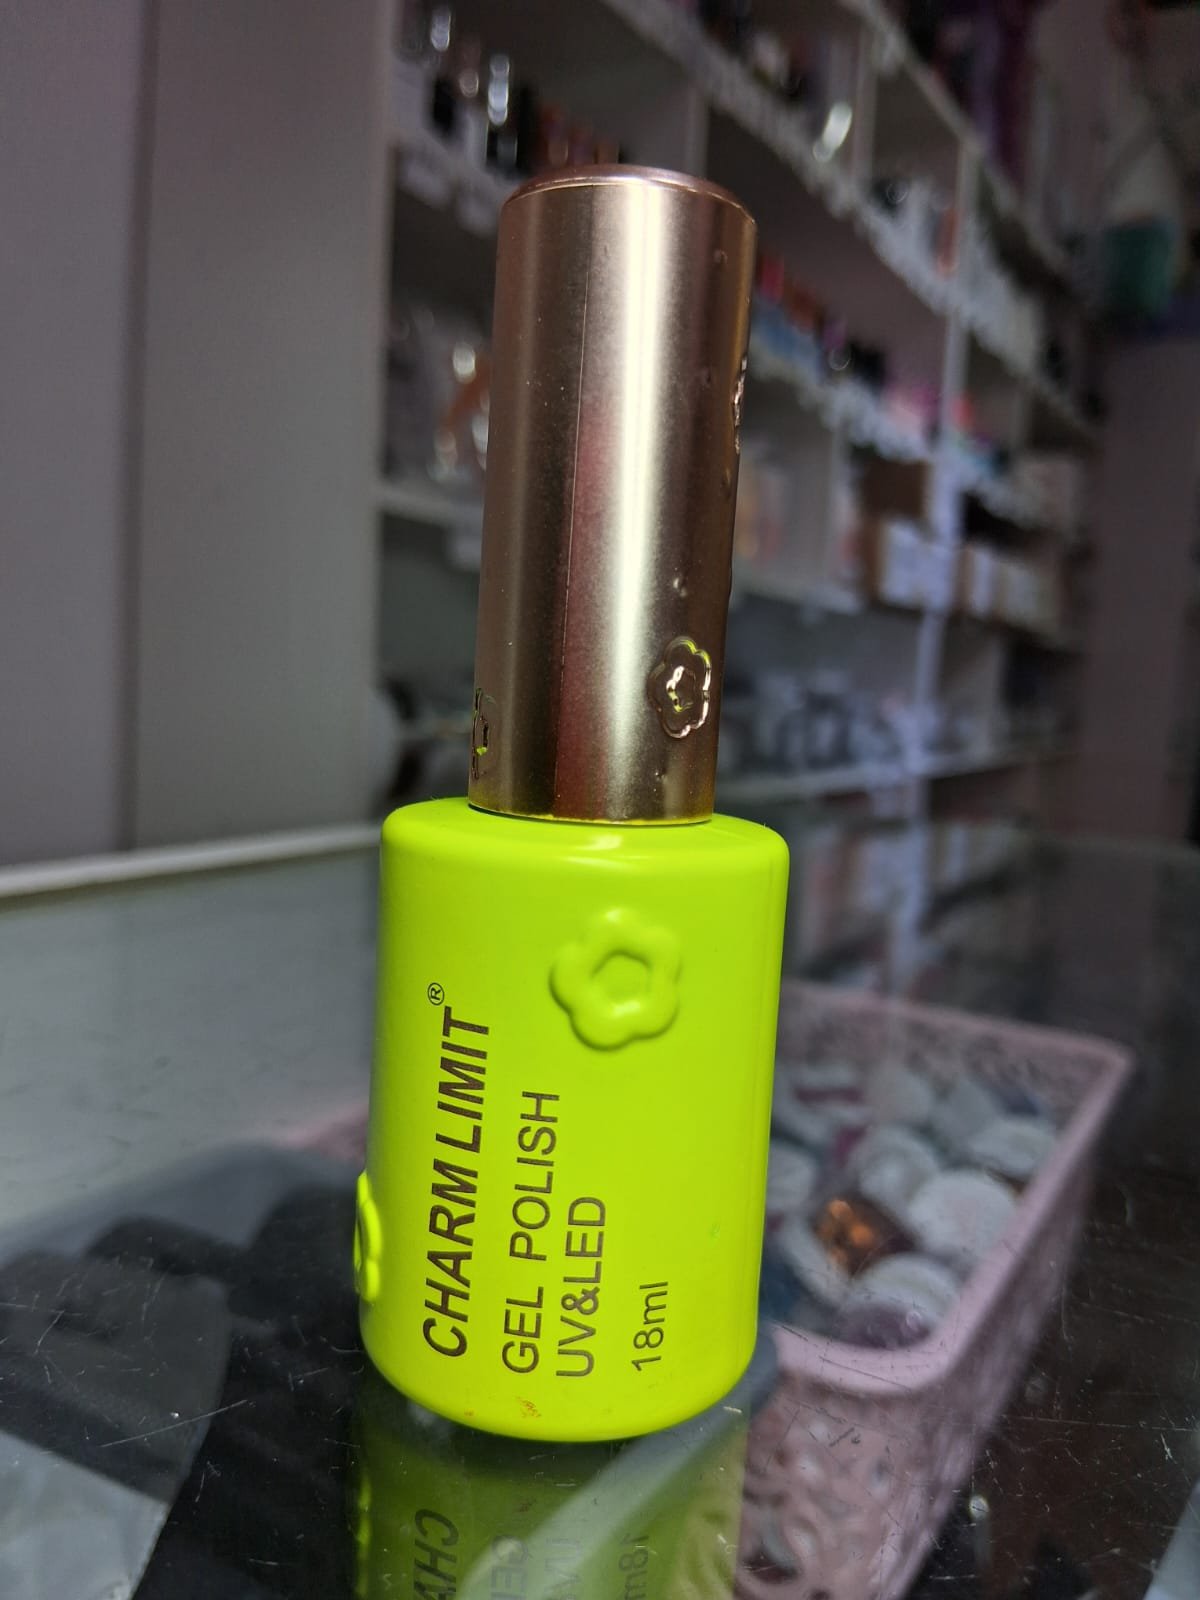 CHARM LIMIT®
GEL POLISH
UV&LED
18ml